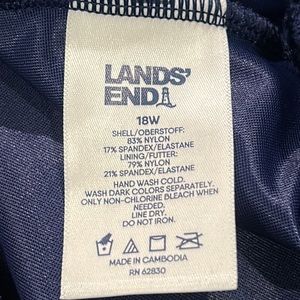 LANDS'
END
18W
SHELL/OBERSTOFF:
83% NYLON
17% SPANDEX/ELASTANE
LINING/FUTTER:
79% NYLON
21% SPANDEX/ELASTANE
HAND WASH COLD.
WASH DARK COLORS SEPARATELY.
ONLY NON-CHLORINE BLEACH WHEN
NEEDED.
LINE DRY.
DO NOT IRON.
MADE IN CAMBODIA
RN 62830